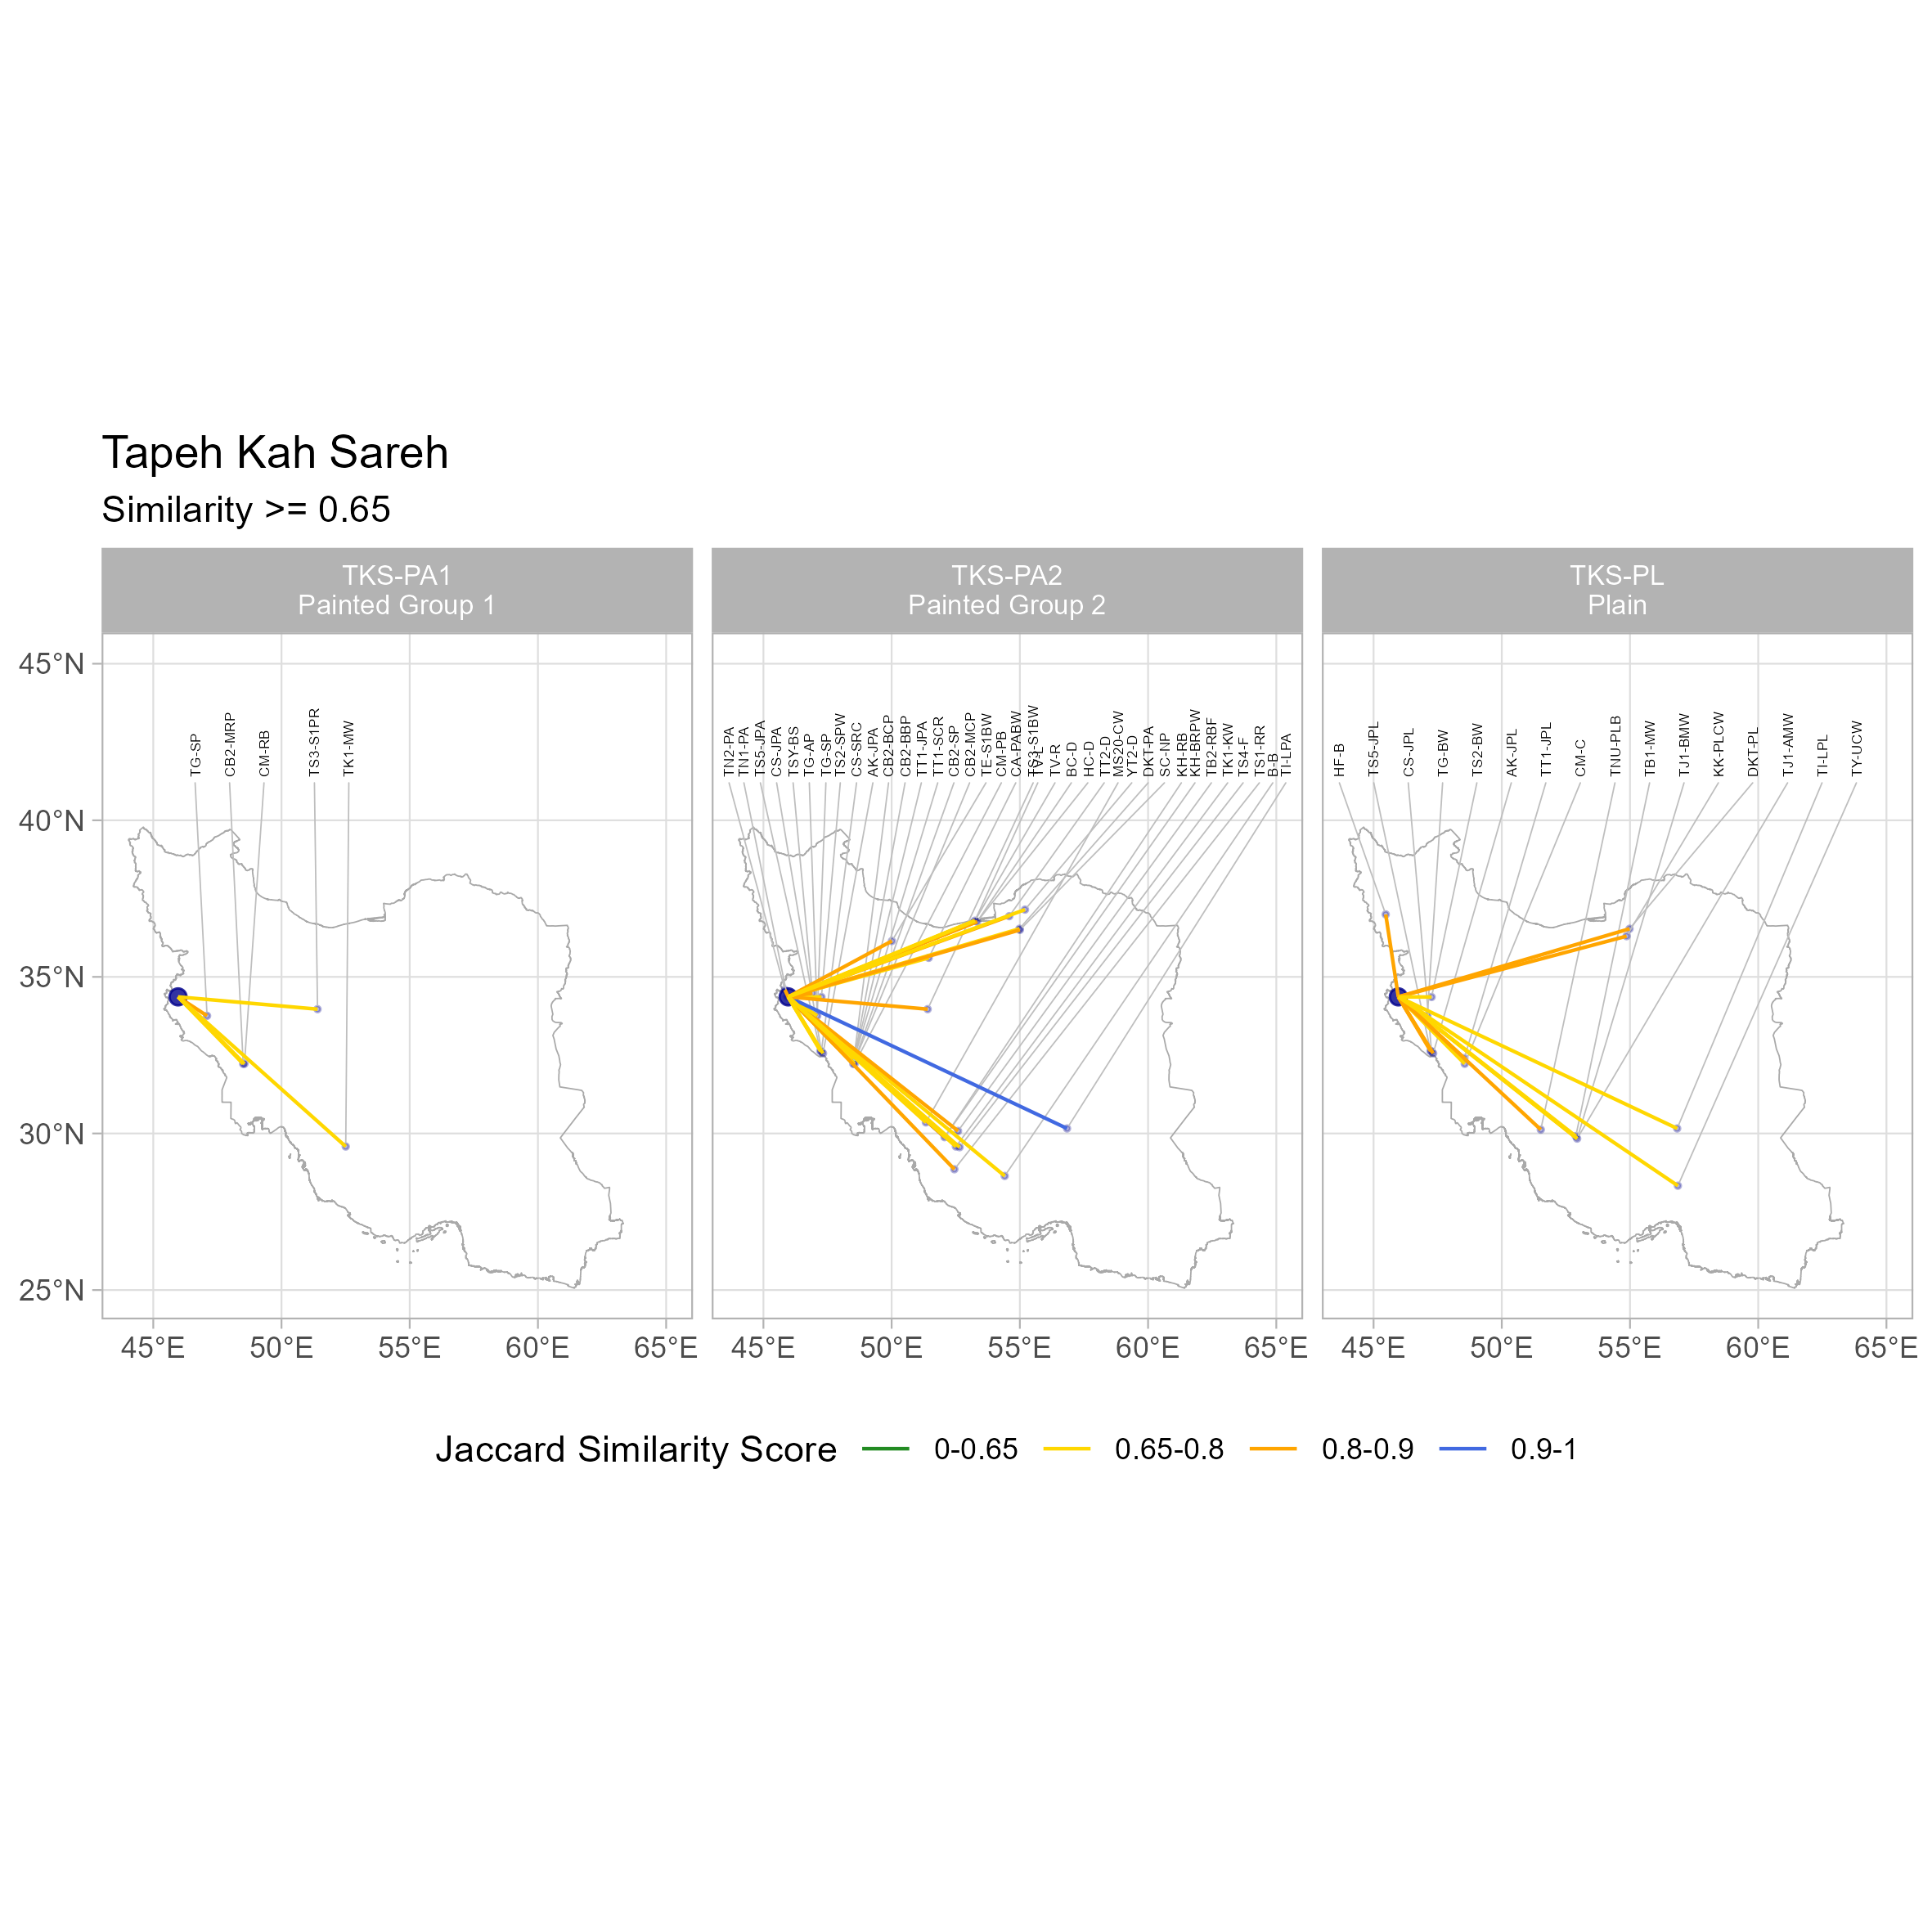 Tapeh Kah Sareh
Similarity >= 0.65
TKS-PA1
Painted Group 1
TKS-PA2
Painted Group 2
TKS-PL
Plain
45°N
40°N
35°N
30°N
25°N
TG-SP
CB2-MRP
CM-RB
TS3-S1PR
TK1-MW
TN2-PA
TN1-PA
TS5-JPA
CS-JPA
TSY-BS
TG-AP
TG-SP
TS2-SPW
CS-SRC
AK-JPA
CB2-BCP
CB2-BBP
TT1-JPA
TT1-SCR
CB2-SP
CB2-MCP
TE-S1BW
CM-PB
CA-PABW
TS3-S1BW
TV-R
BC-D
HC-D
TT2-D
MS20-CW
YT2-D
DKT-PA
SC-NP
KH-RB
KH-BRPW
TB2-RBF
TK1-KW
TS4-F
TS1-RR
B-B
TI-LPA
HF-B
TS5-JPL
CS-JPL
TG-BW
TS2-BW
AK-JPL
TT1-JPL
CM-C
TNU-PLB
TB1-MW
TJ1-BMW
KK-PLCW
DKT-PL
TJ1-AMW
TI-LPL
TY-UCW
45°E 50°E 55°E 60°E 65°E
45°E 50°E 55°E 60°E 65°E
45°E 50°E 55°E 60°E 65°E
Jaccard Similarity Score 0-0.65 0.65-0.8 0.8-0.9 0.9-1